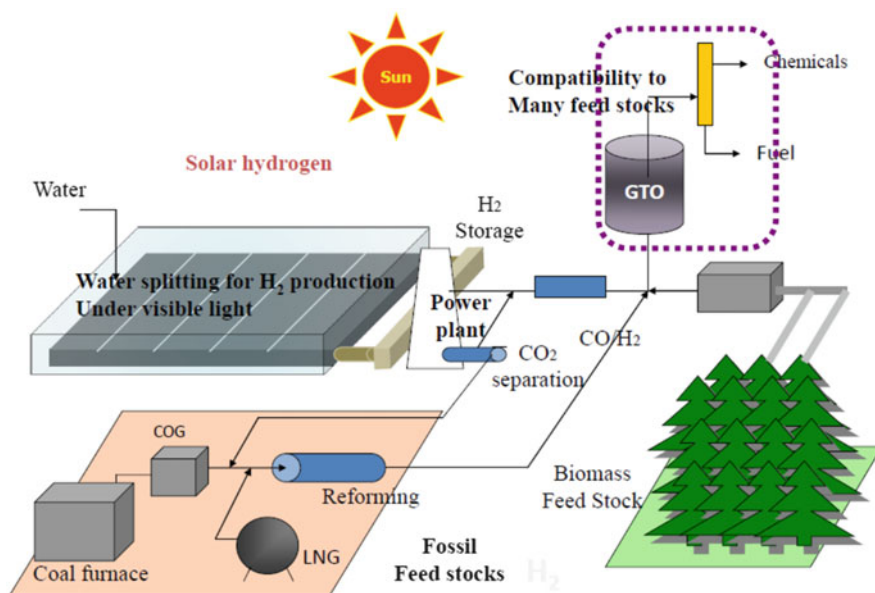 Sun
Compatibility to
Many feed stocks
Chemicals
Fuel
GTO
Solar hydrogen
Water
H2
Storage
Water splitting for H2 production
Under visible light
Power
plant
CO/H2
CO2
separation
COG
Reforming
Biomass
Feed Stock
LNG
Coal furnace
Fossil
Feed stocks
H2